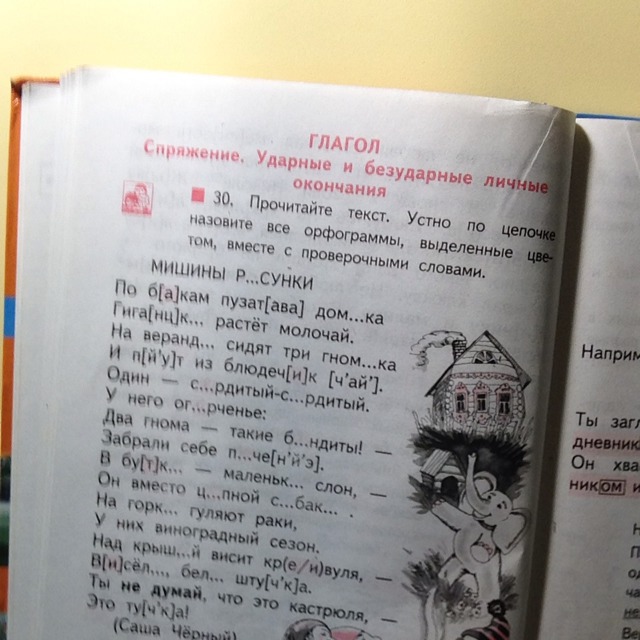 ГЛАГОЛ
Спряжение. Ударные и безударные личные
окончания
30. Прочитайте текст. Устно по цепочке
назовите все орфограммы, выделенные цве-
том, вместе с проверочными словами.
МИШИНЫ Р...СУНКИ
По б[а]кам пузат[ава] дом...ка
Гига[нц]к... растёт молочай.
На веранд... сидят три гном...ка
И п[й'у]т из блюдеч[и]к [ч'ай'].
Один — с...рдитый-с...рдитый.
У него ог...рченье:
Два гнома — такие б...ндиты! —
Забрали себе п...че[н'й'э].
В бу[т]к... — маленьк... слон, —
Он вместо ц...пной с...бак... .
На горк... гуляют раки,
У них виноградный сезон.
Над крыш...й висит кр(е/и)вуля, —
В[и]сёл... бел... шту[ч'к]а.
Ты не думай, что это кастрюля, —
Это ту[ч'к]а!
(Саша Чёрный)
Наприм
Ты загл
дневник
Он хва
ником и
Н